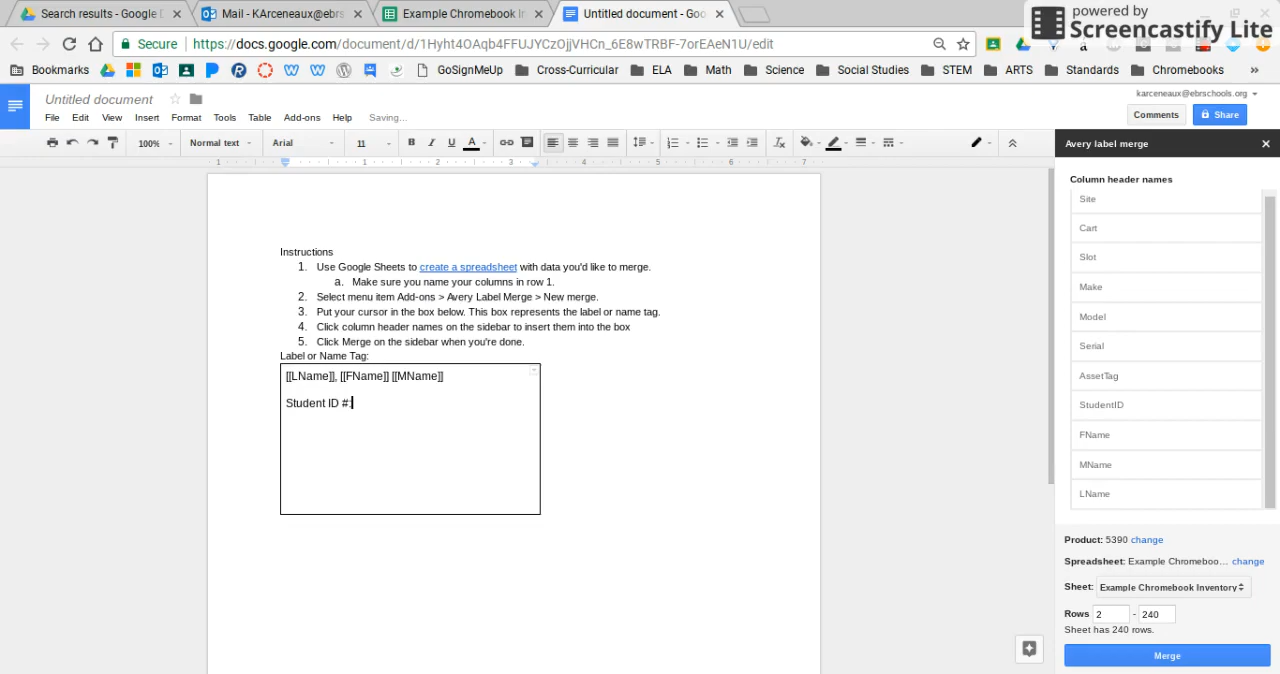 powered by
Screencastify Lite
Search results - Google D
Mail - KArceneaux@ebrs
Example Chromebook In
Untitled document - Goo
Secure https://docs.google.com/document/d/1Hyht4OAqb4FFUJYCzOjjVHCn_6E8wTRBF-7orEAeN1U/edit
Bookmarks GoSignMeUp Cross-Curricular ELA Math Science Social Studies STEM ARTS Standards Chromebooks »
Untitled document
karceneaux@ebrschools.org
File Edit View Insert Format Tools Table Add-ons Help Saving...
Comments Share
100% Normal text Arial 11 B I U A
1 1 2 3 4 5 6 7
Avery label merge
Column header names
Site
Cart
Slot
Make
Model
Serial
AssetTag
StudentID
FName
MName
LName
Product: 5390 change
Spreadsheet: Example Chromeboo... change
Sheet: Example Chromebook Inventory
Rows 2 - 240
Sheet has 240 rows.
Merge
Instructions
1. Use Google Sheets to create a spreadsheet with data you'd like to merge.
a. Make sure you name your columns in row 1.
2. Select menu item Add-ons > Avery Label Merge > New merge.
3. Put your cursor in the box below. This box represents the label or name tag.
4. Click column header names on the sidebar to insert them into the box
5. Click Merge on the sidebar when you're done.
Label or Name Tag:
[[LName]], [[FName]] [[MName]]
Student ID #: